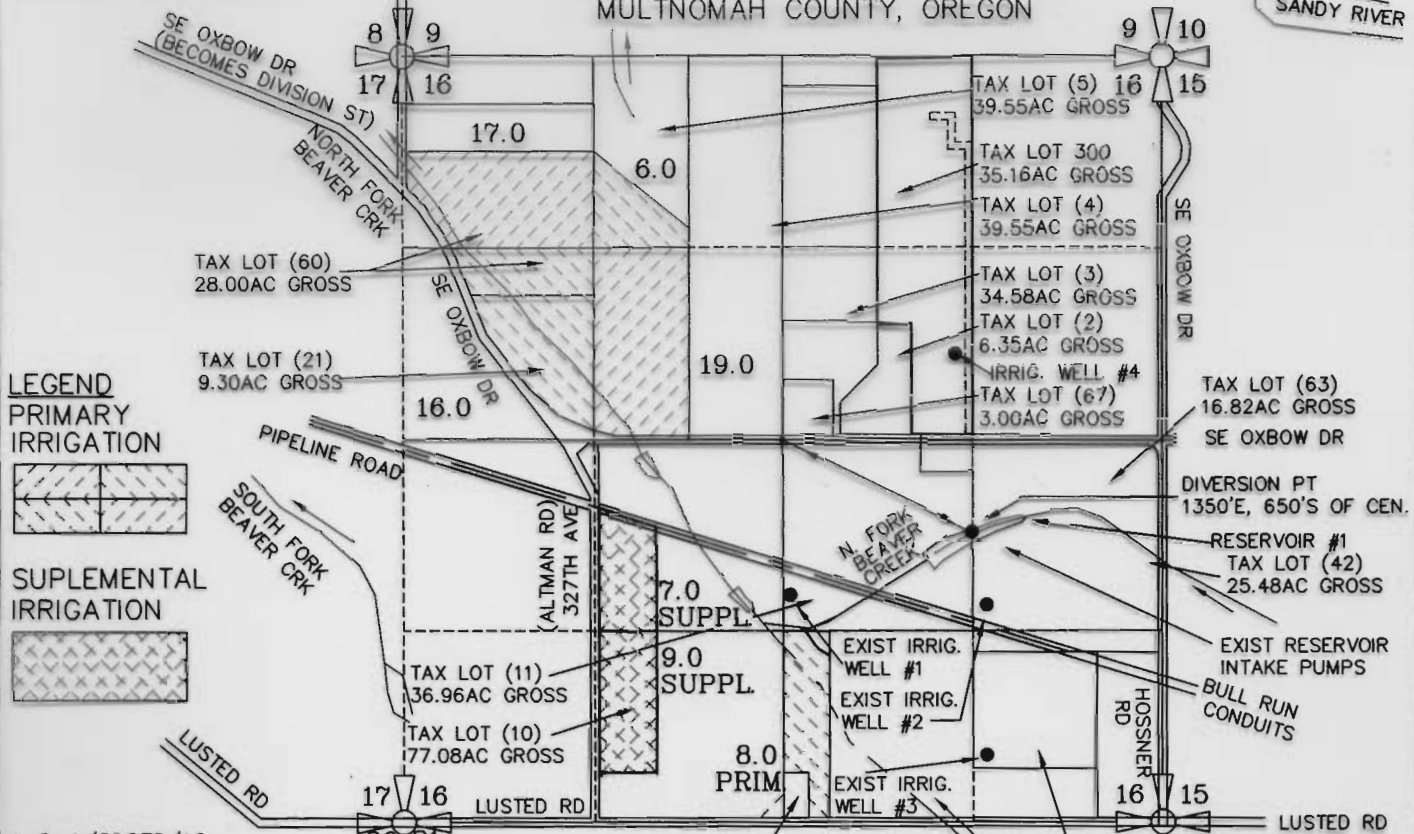 MULTNOMAH COUNTY, OREGON
SANDY RIVER
8 9
17 16
9 10
16 15
SE OXBOW DR
(BECOMES DIVISION ST)
NORTH FORK
BEAVER CRK
17.0
6.0
TAX LOT (5)
39.55AC GROSS
TAX LOT 300
35.16AC GROSS
TAX LOT (4)
39.55AC GROSS
SE OXBOW DR
TAX LOT (60)
28.00AC GROSS
SE OXBOW DR
TAX LOT (3)
34.58AC GROSS
TAX LOT (2)
6.35AC GROSS
IRRIG. WELL #4
TAX LOT (67)
3.00AC GROSS
TAX LOT (21)
9.30AC GROSS
19.0
16.0
LEGEND
PRIMARY
IRRIGATION
SUPLEMENTAL
IRRIGATION
PIPELINE ROAD
TAX LOT (63)
16.82AC GROSS
SE OXBOW DR
DIVERSION PT
1350'E, 650'S OF CEN.
RESERVOIR #1
TAX LOT (42)
25.48AC GROSS
SOUTH FORK
BEAVER CRK
(ALTMAN RD)
327TH AVE
N. FORK
BEAVER
CREEK
7.0
SUPPL.
9.0
SUPPL.
EXIST IRRIG.
WELL #1
EXIST IRRIG.
WELL #2
EXIST RESERVOIR
INTAKE PUMPS
BULL RUN
CONDUITS
HOSSNER
RD
TAX LOT (11)
36.96AC GROSS
TAX LOT (10)
77.08AC GROSS
8.0
PRIM
EXIST IRRIG.
WELL #3
LUSTED RD
17 16
LUSTED RD
16 15
LUSTED RD